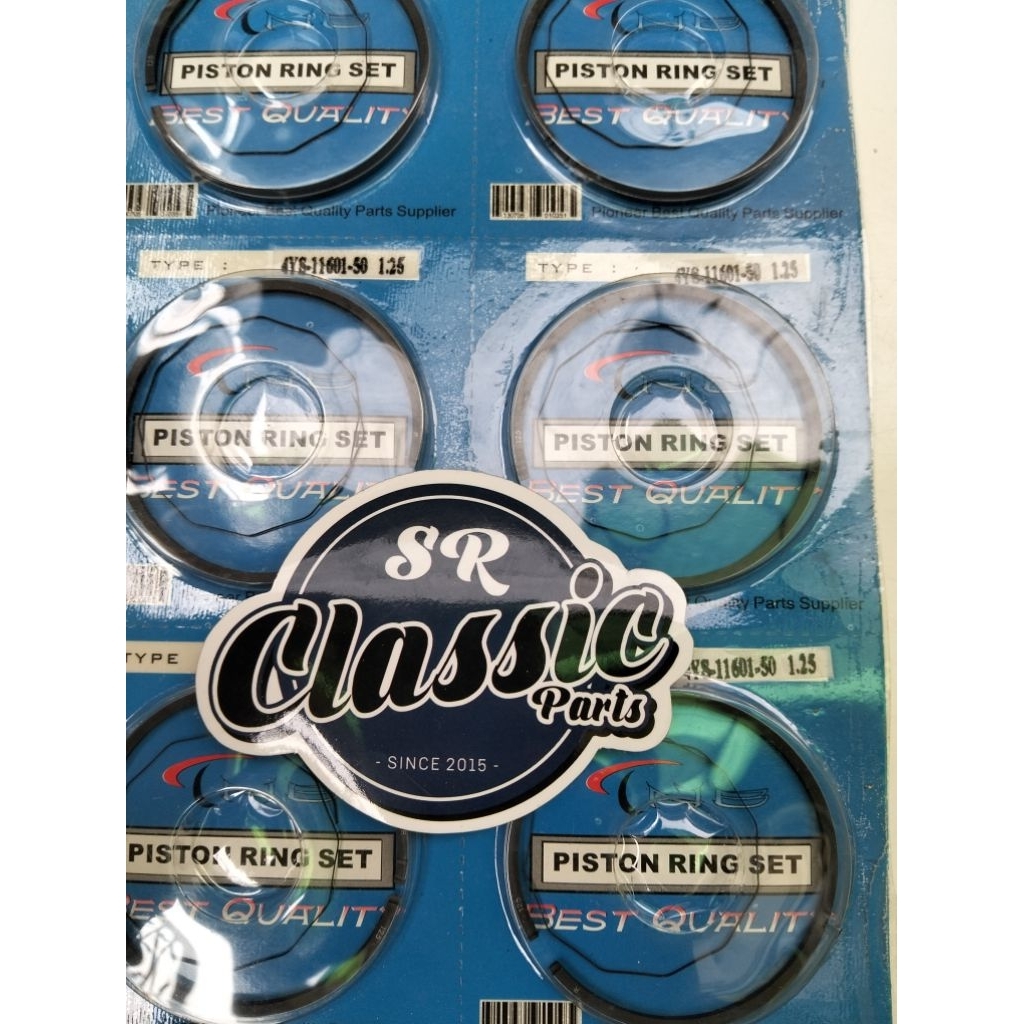 PISTON RING SET PISTON RING SET
BEST QUALITY BEST QUALITY
Pioneer Best Quality Parts Supplier Pioneer Best Quality Parts Supplier
TYPE : 4Y8-11601-50 1.25 TYPE : 4Y8-11601-50 1.25
PISTON RING SET PISTON RING SET
BEST QUALITY BEST QUALITY
Quality Parts Supplier
SR
Classic
Parts
- SINCE 2015 -
TYPE 4Y8-11601-50 1.25
PISTON RING SET PISTON RING SET
BEST QUALITY BEST QUALITY